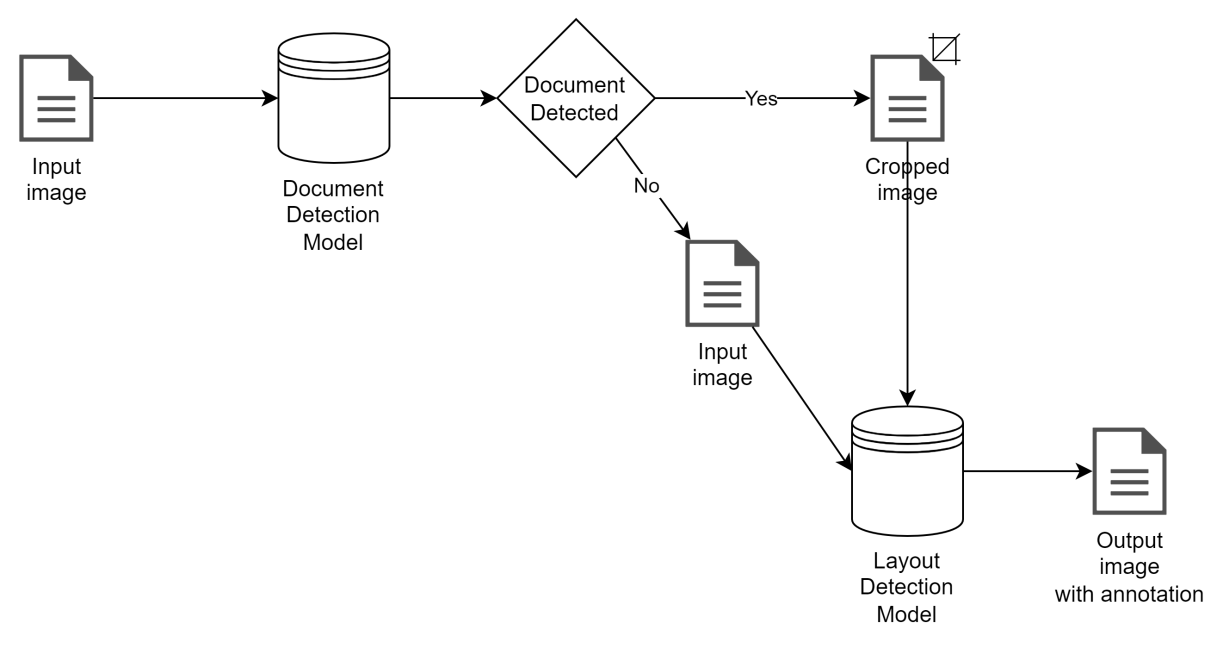 Input
image
Document
Detection
Model
Document
Detected
Yes
No
Cropped
image
Input
image
Layout
Detection
Model
Output
image
with annotation